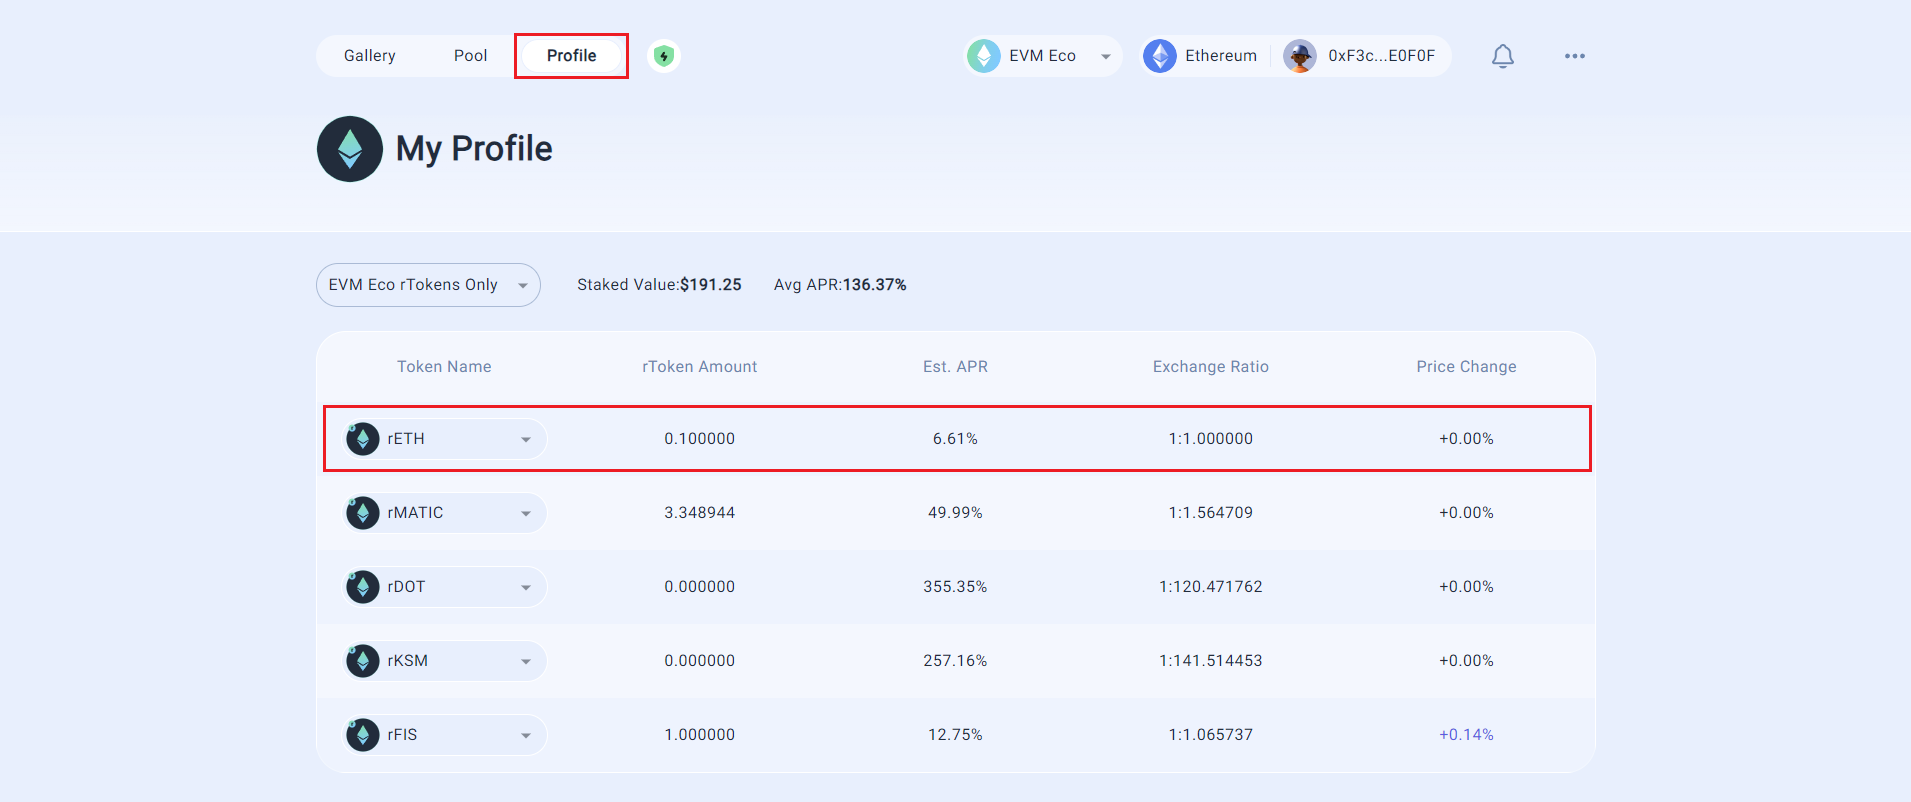 Gallery Pool Profile EVM Eco Ethereum 0xF3c...E0F0F
My Profile
EVM Eco rTokens Only Staked Value:$191.25 Avg APR:136.37%
Token Name rToken Amount Est. APR Exchange Ratio Price Change
rETH 0.100000 6.61% 1:1.000000 +0.00%
rMATIC 3.348944 49.99% 1:1.564709 +0.00%
rDOT 0.000000 355.35% 1:120.471762 +0.00%
rKSM 0.000000 257.16% 1:141.514453 +0.00%
rFIS 1.000000 12.75% 1:1.065737 +0.14%